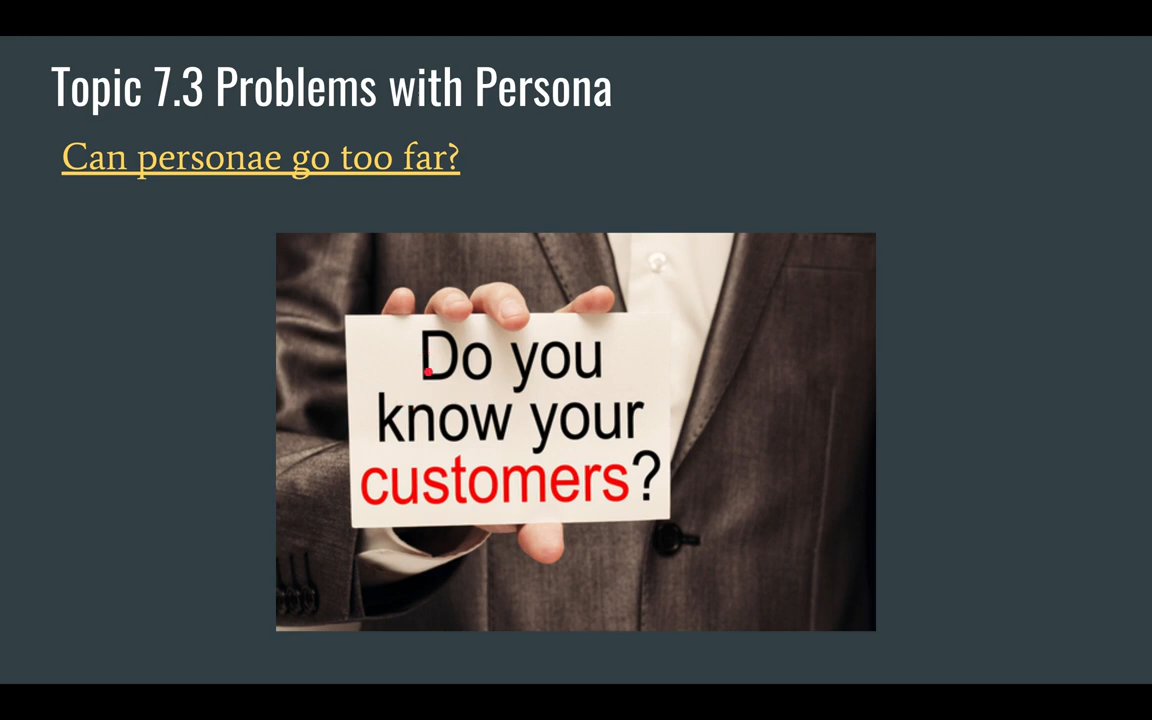 Topic 7.3 Problems with Persona
Can personae go too far?
Do you
know your
customers?